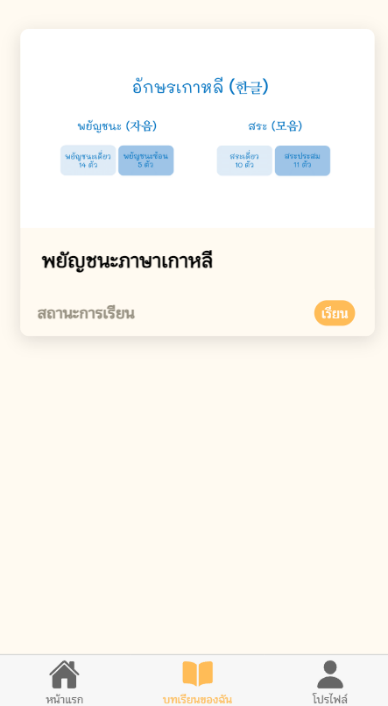 อักษรเกาหลี (한글)
พยัญชนะ (자음)
สระ (모음)
พยัญชนะเดี่ยว
14 ตัว
พยัญชนะซ้อน
5 ตัว
สระเดี่ยว
10 ตัว
สระประสม
11 ตัว
พยัญชนะภาษาเกาหลี
สถานะการเรียน
เรียน
หน้าแรก
บทเรียนของฉัน
โปรไฟล์